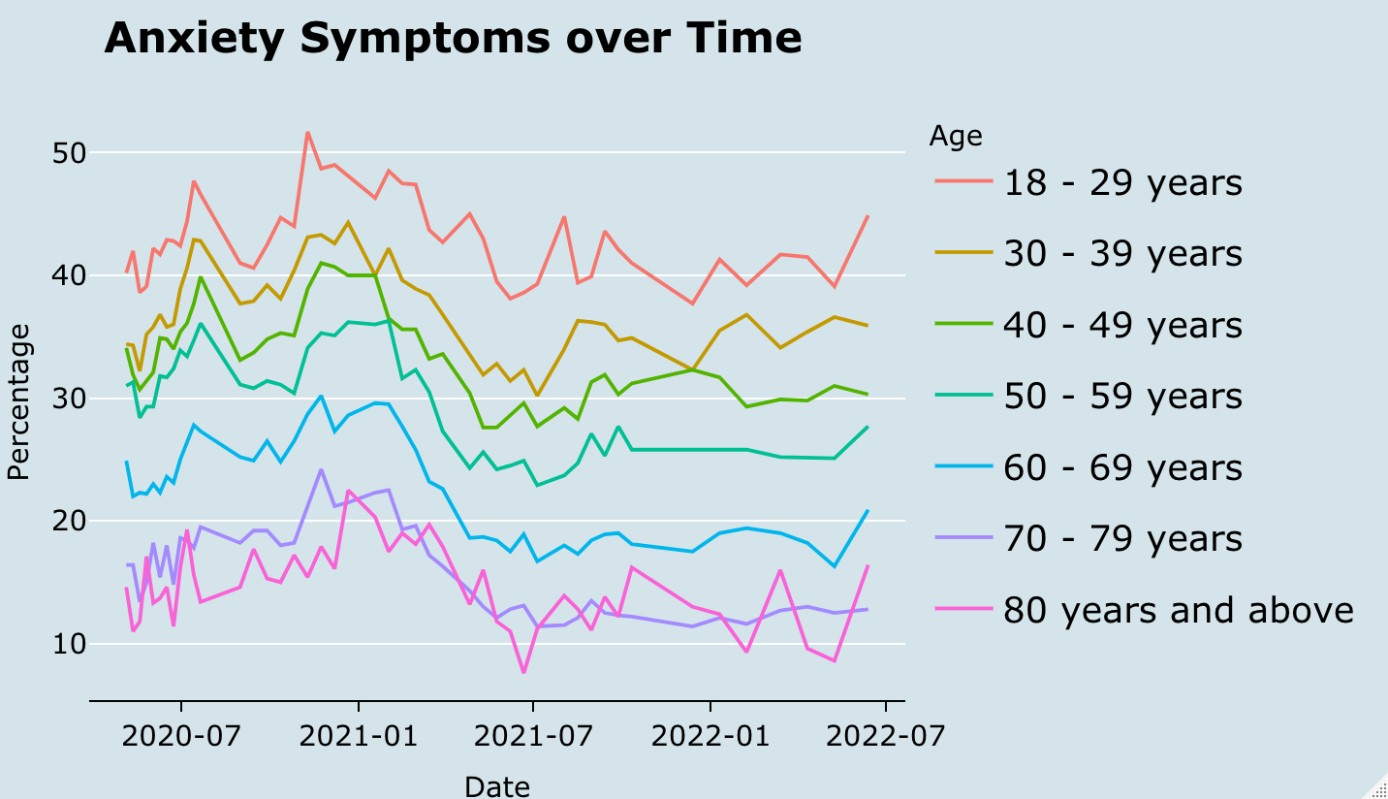 Anxiety Symptoms over Time
Percentage
50
40
30
20
10
2020-07
2021-01
2021-07
2022-01
2022-07
Date
Age
18 - 29 years
30 - 39 years
40 - 49 years
50 - 59 years
60 - 69 years
70 - 79 years
80 years and above